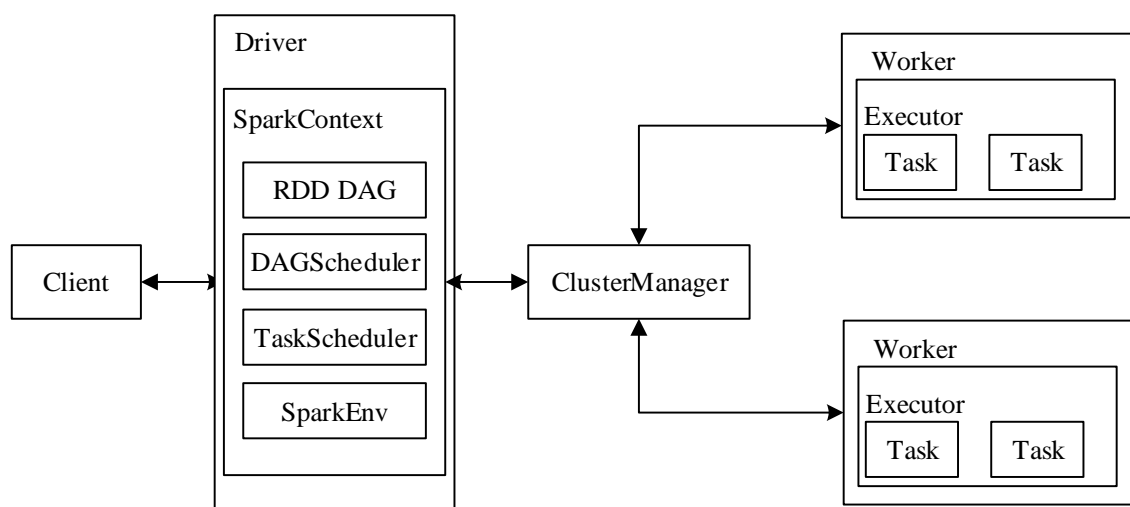 Driver
SparkContext
RDD DAG
DAGScheduler
TaskScheduler
SparkEnv
Client
ClusterManager
Worker
Executor
Task Task
Worker
Executor
Task Task